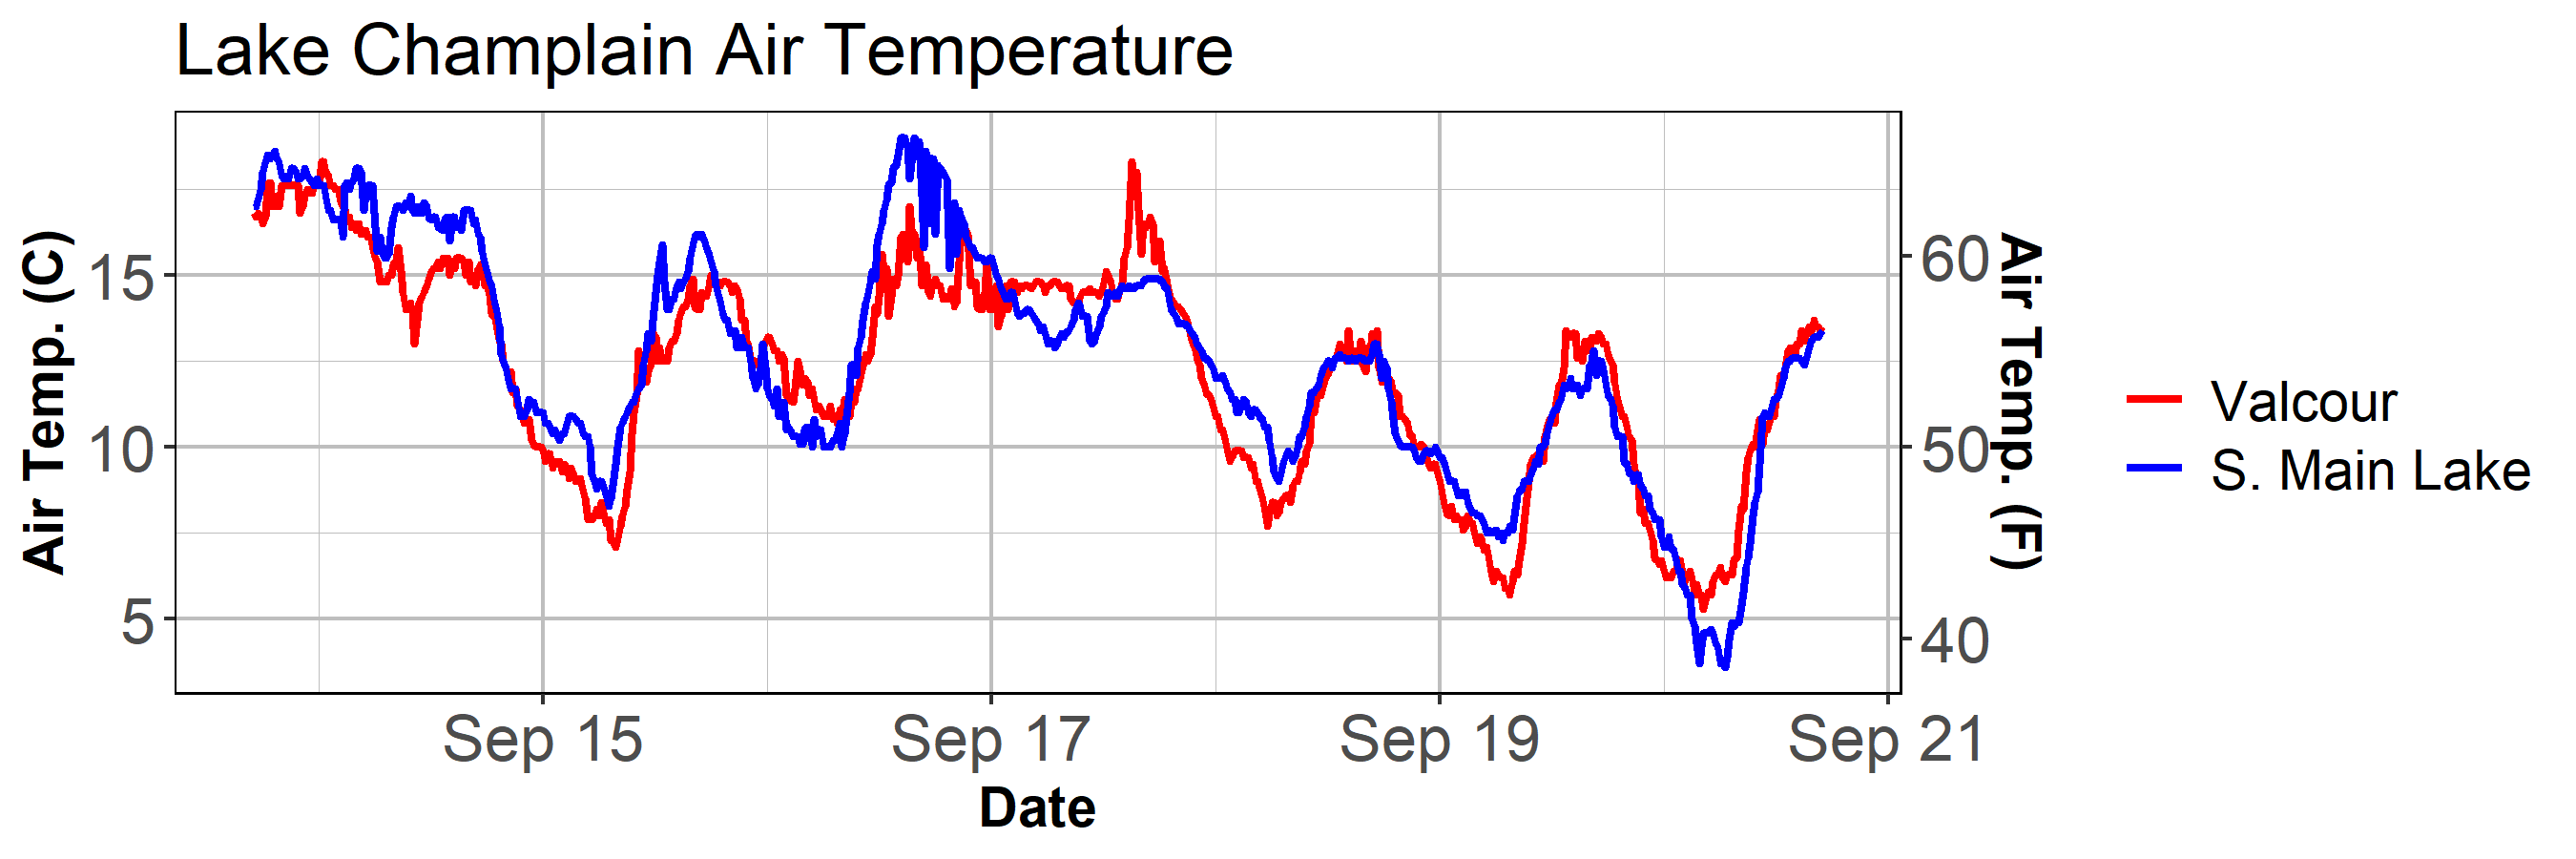 Lake Champlain Air Temperature
Air Temp. (C)
15
10
5
60
50
40
Air Temp. (F)
Sep 15
Sep 17
Sep 19
Sep 21
Date
Valcour
S. Main Lake